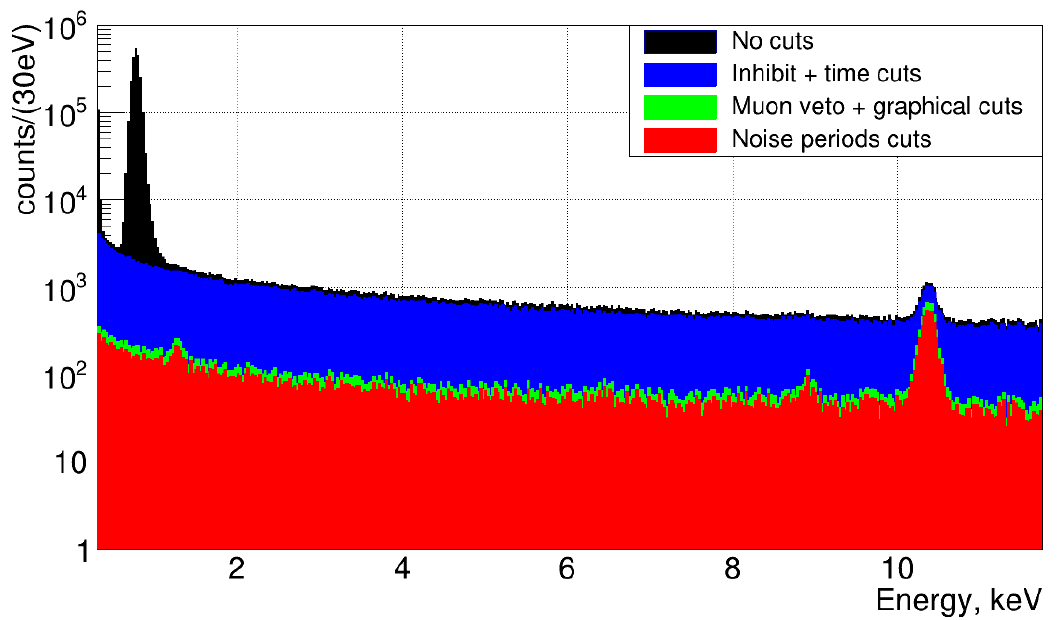 counts/(30eV)
10^6
10^5
10^4
10^3
10^2
10
1
No cuts
Inhibit + time cuts
Muon veto + graphical cuts
Noise periods cuts
2 4 6 8 10
Energy, keV